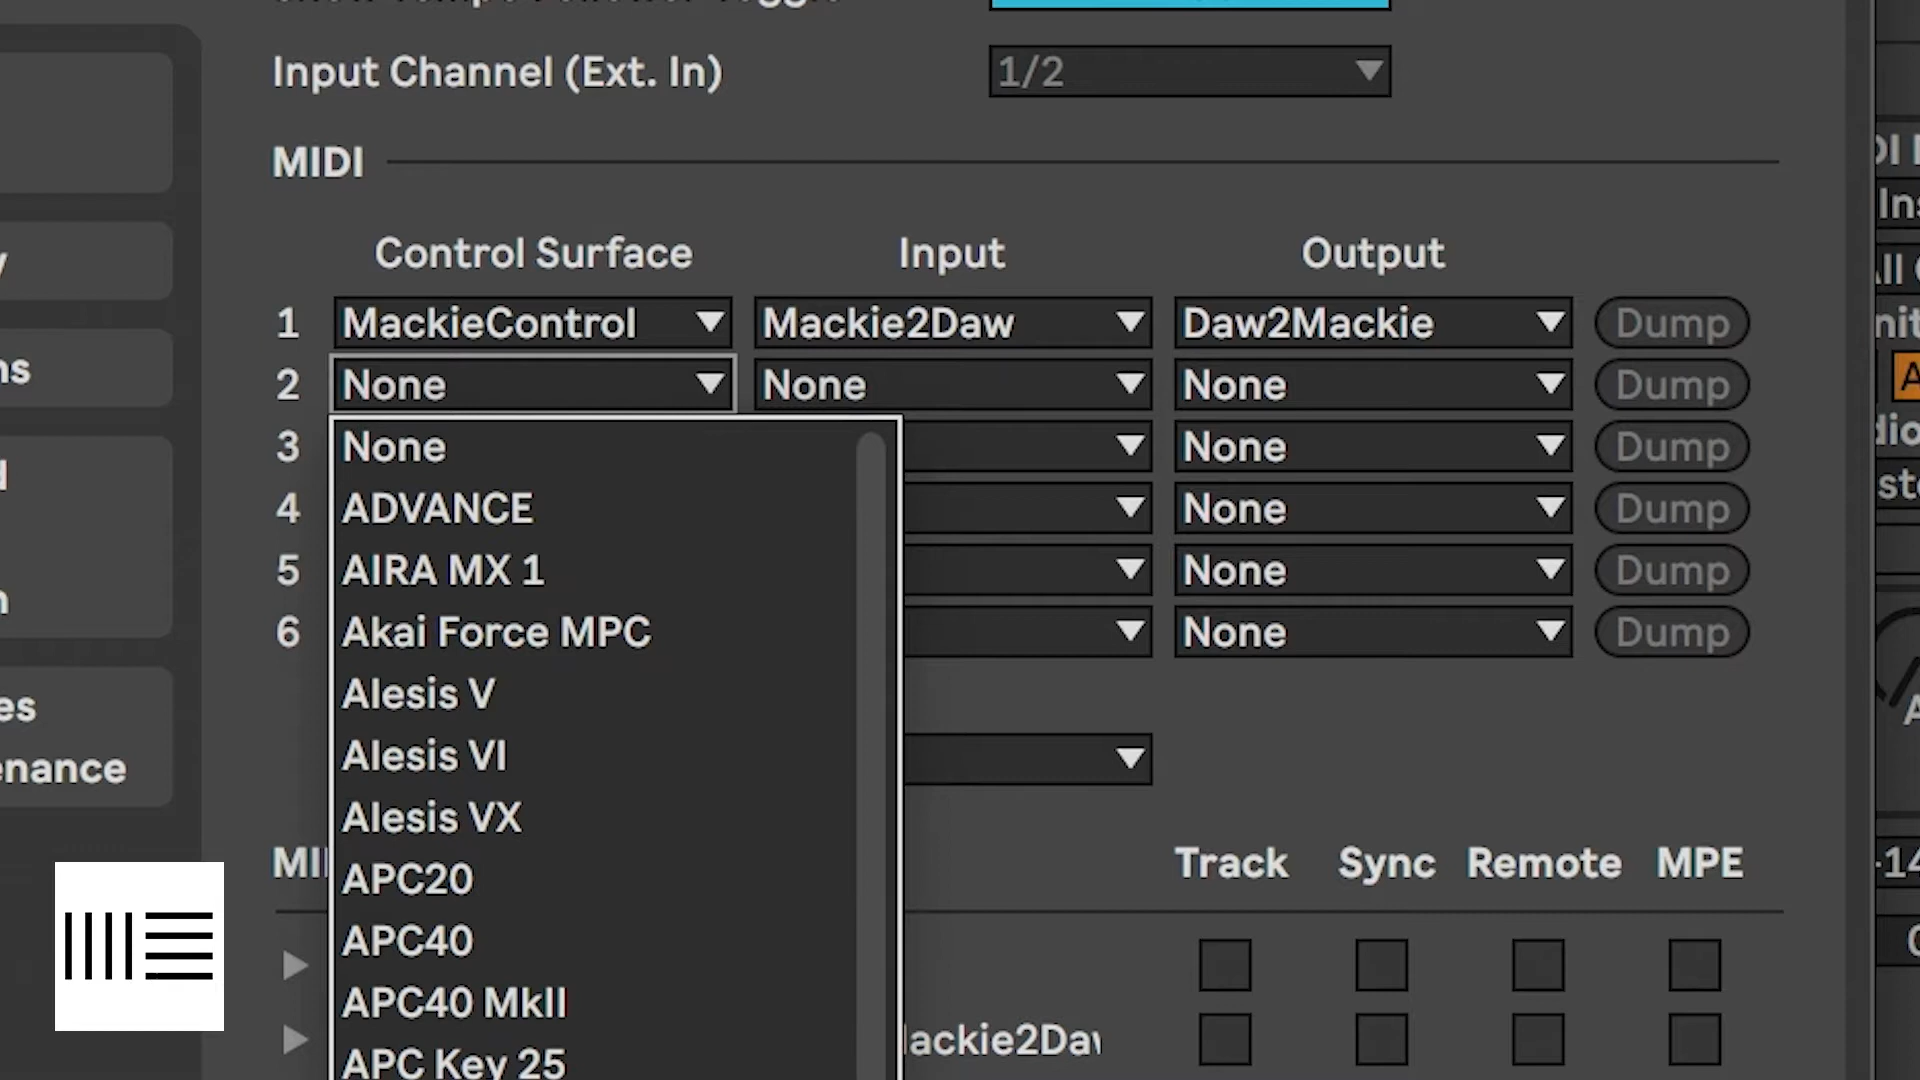 Input Channel (Ext. In) 1/2
MIDI
Control Surface Input Output
1 MackieControl Mackie2Daw Daw2Mackie Dump
2 None None None Dump
3 None None Dump
4 ADVANCE None Dump
5 AIRA MX 1 None Dump
6 Akai Force MPC None Dump
Alesis V
Alesis VI
Alesis VX
APC20
APC40
APC40 MkII
APC Key 25
Track Sync Remote MPE